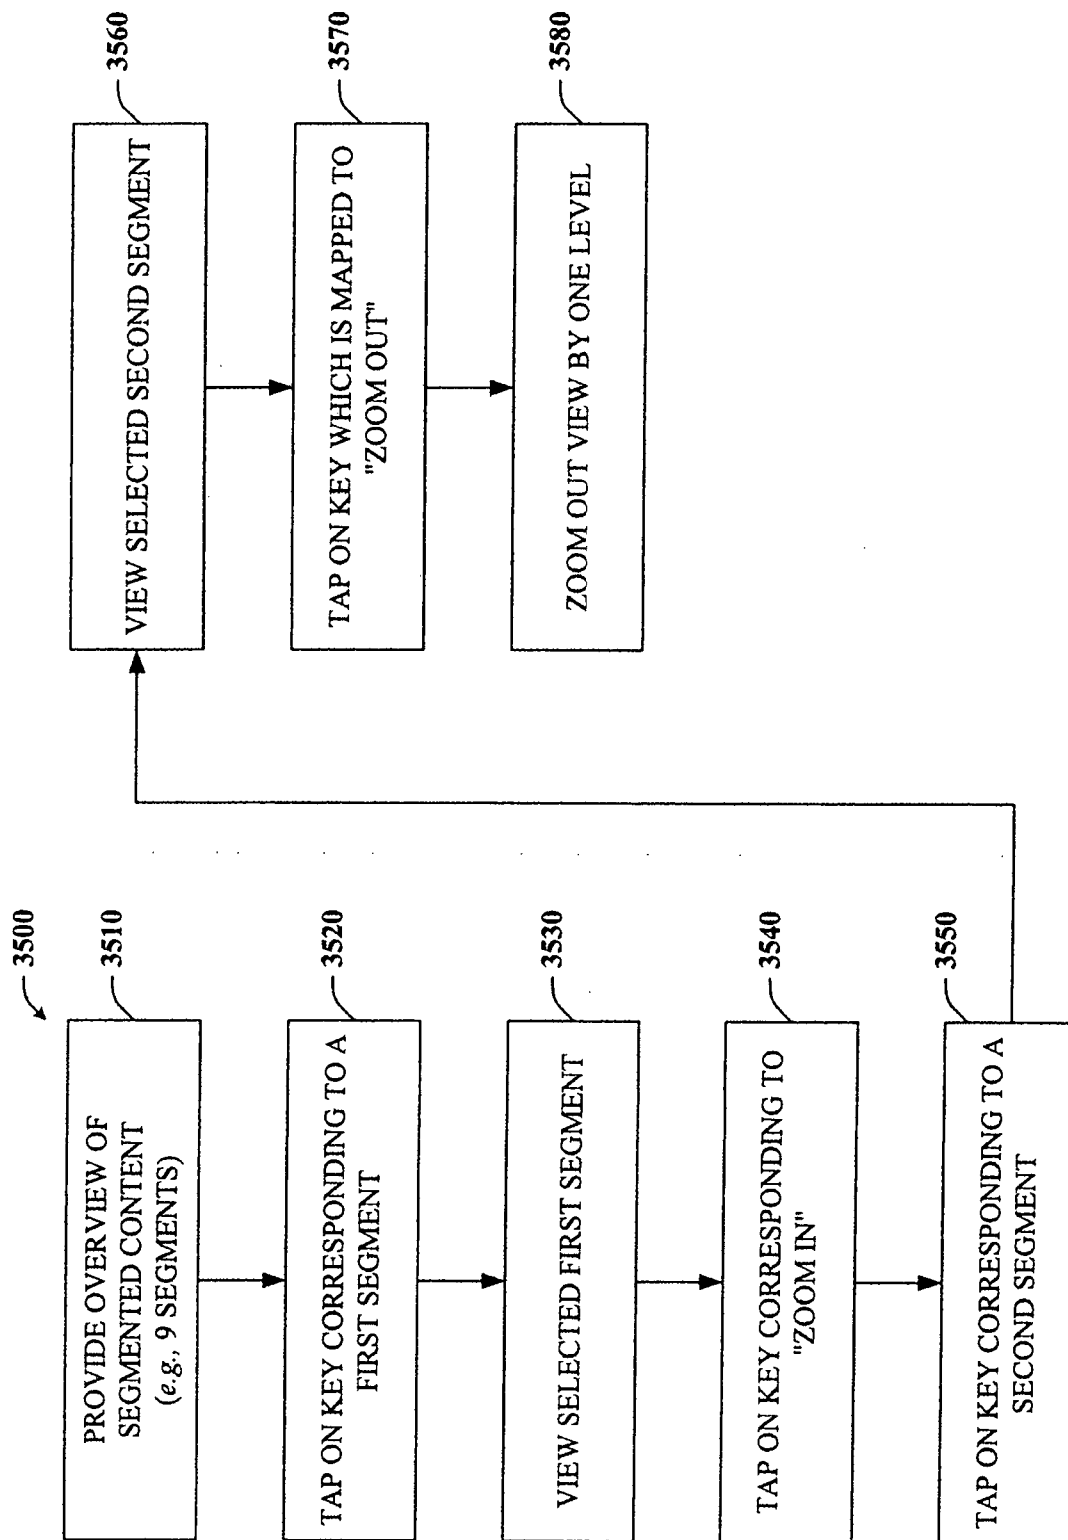 3500
PROVIDE OVERVIEW OF
SEGMENTED CONTENT
(e.g., 9 SEGMENTS)
3510
TAP ON KEY CORRESPONDING TO A
FIRST SEGMENT
3520
VIEW SELECTED FIRST SEGMENT
3530
TAP ON KEY CORRESPONDING TO
"ZOOM IN"
3540
TAP ON KEY CORRESPONDING TO A
SECOND SEGMENT
3550
VIEW SELECTED SECOND SEGMENT
3560
TAP ON KEY WHICH IS MAPPED TO
"ZOOM OUT"
3570
ZOOM OUT VIEW BY ONE LEVEL
3580